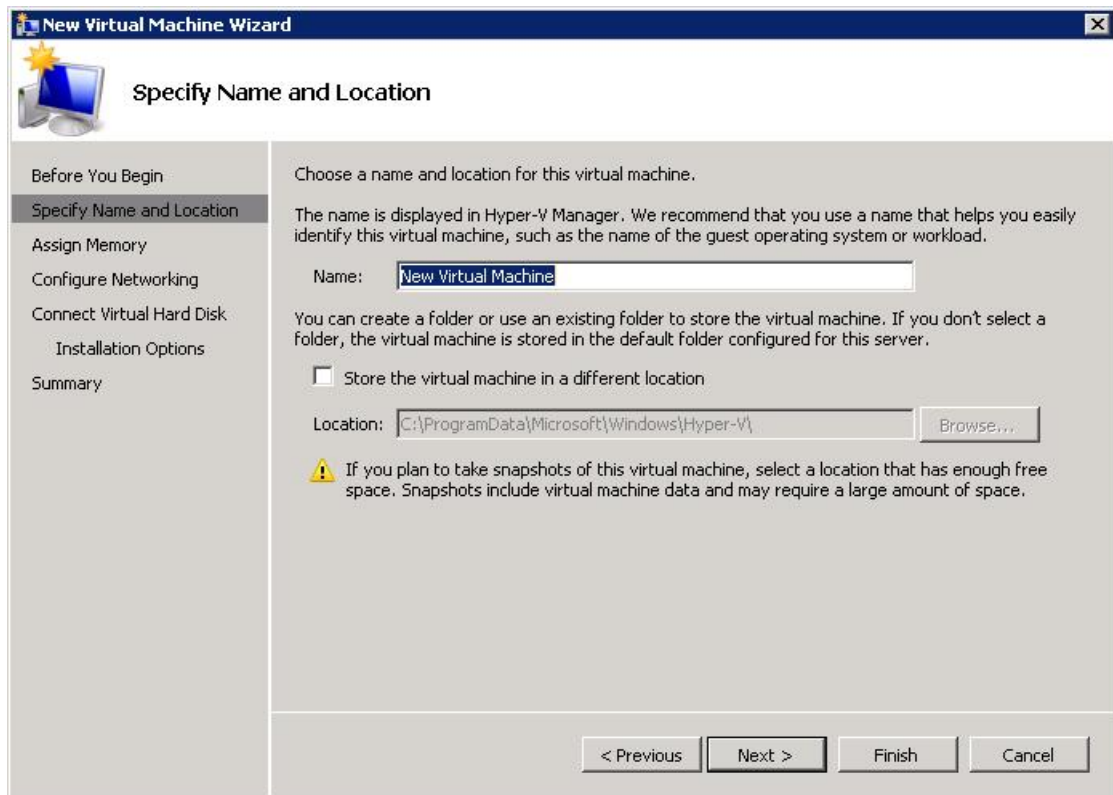 New Virtual Machine Wizard
Specify Name and Location
Before You Begin
Specify Name and Location
Assign Memory
Configure Networking
Connect Virtual Hard Disk
Installation Options
Summary
Choose a name and location for this virtual machine.
The name is displayed in Hyper-V Manager. We recommend that you use a name that helps you easily
identify this virtual machine, such as the name of the guest operating system or workload.
Name: New Virtual Machine
You can create a folder or use an existing folder to store the virtual machine. If you don't select a
folder, the virtual machine is stored in the default folder configured for this server.
Store the virtual machine in a different location
Location: C:\ProgramData\Microsoft\Windows\Hyper-V\ Browse...
If you plan to take snapshots of this virtual machine, select a location that has enough free
space. Snapshots include virtual machine data and may require a large amount of space.
< Previous Next > Finish Cancel